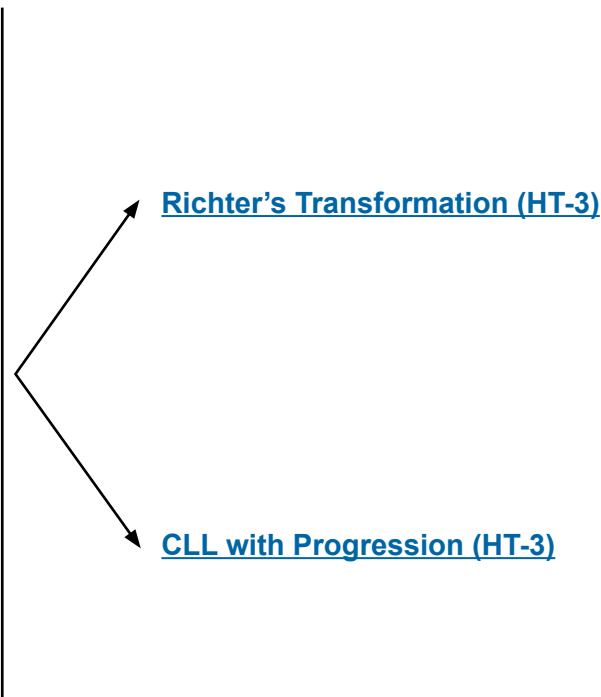 Richter’s Transformation (HT-3)
CLL with Progression (HT-3)